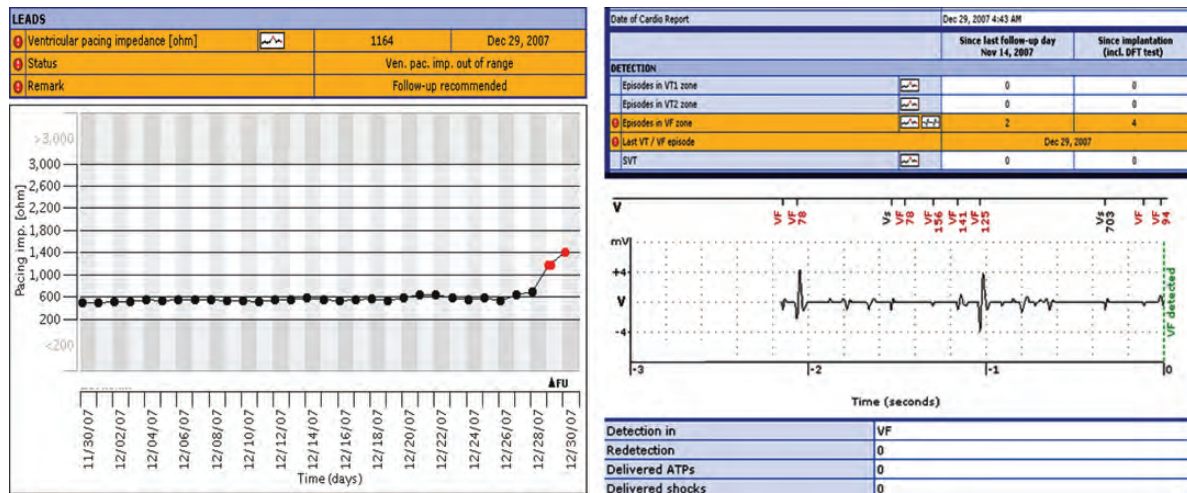 LEADS
Ventricular pacing impedance [ohm] 1164 Dec 29, 2007
Status Ven. pac. imp. out of range
Remark Follow-up recommended
Pacing imp. [ohm]
>3,000
3,000
2,600
2,200
1,800
1,400
1,000
600
200
<200
FU
11/30/07 12/02/07 12/04/07 12/06/07 12/08/07 12/10/07 12/12/07 12/14/07 12/16/07 12/18/07 12/20/07 12/22/07 12/24/07 12/26/07 12/28/07 12/30/07
Time (days)
Date of Cardio Report Dec 29, 2007 4:43 AM
Since last follow-up day Since implantation
Nov 14, 2007 (incl. DFT test)
DETECTION
Episodes in VT1 zone 0 0
Episodes in VT2 zone 0 0
Episodes in VF zone 2 4
Last VT / VF episode Dec 29, 2007
SVT 0 0
V
VF VF Vs VF VF VF VF Vs VF VF
78 78 156 141 125 703 94
mV
+4
V
-4
VF detected
-3 -2 -1 0
Time (seconds)
Detection in VF
Redetection 0
Delivered ATPs 0
Delivered shocks 0